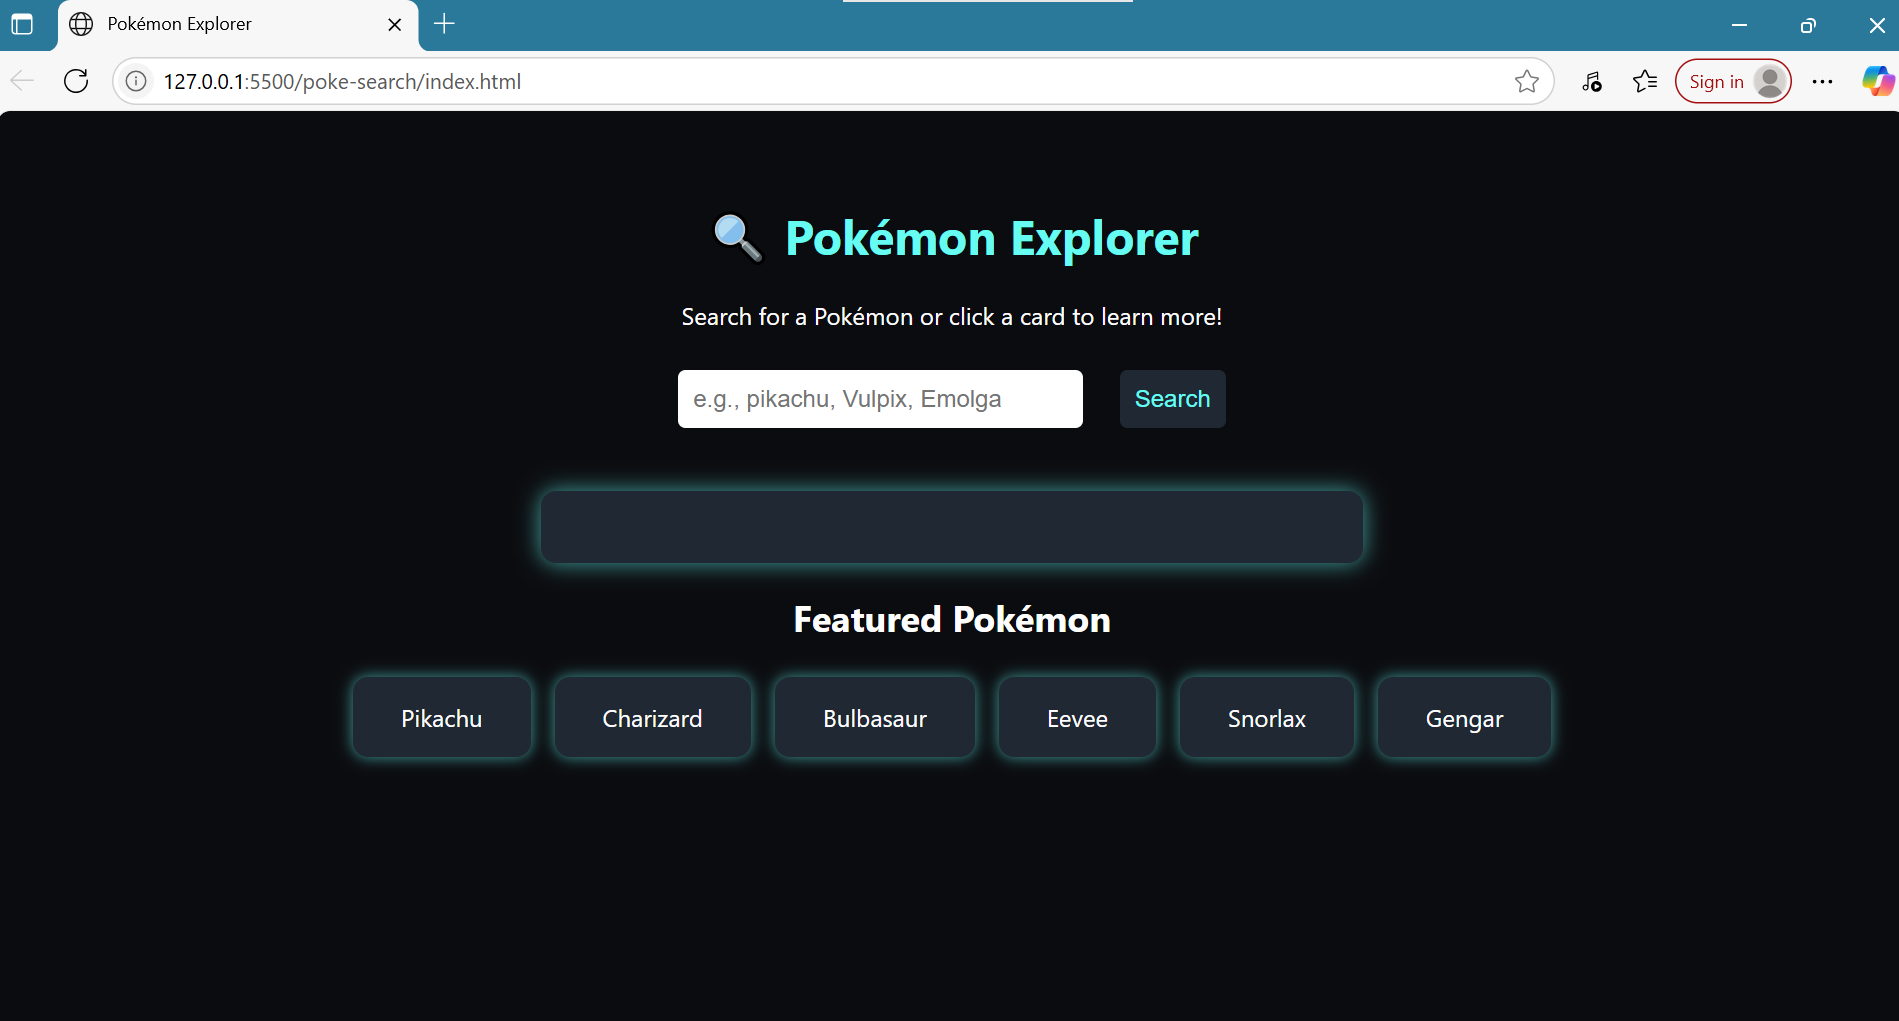 Pokémon Explorer
127.0.0.1:5500/poke-search/index.html
Sign in
Pokémon Explorer
Search for a Pokémon or click a card to learn more!
e.g., pikachu, Vulpix, Emolga
Search
Featured Pokémon
Pikachu
Charizard
Bulbasaur
Eevee
Snorlax
Gengar